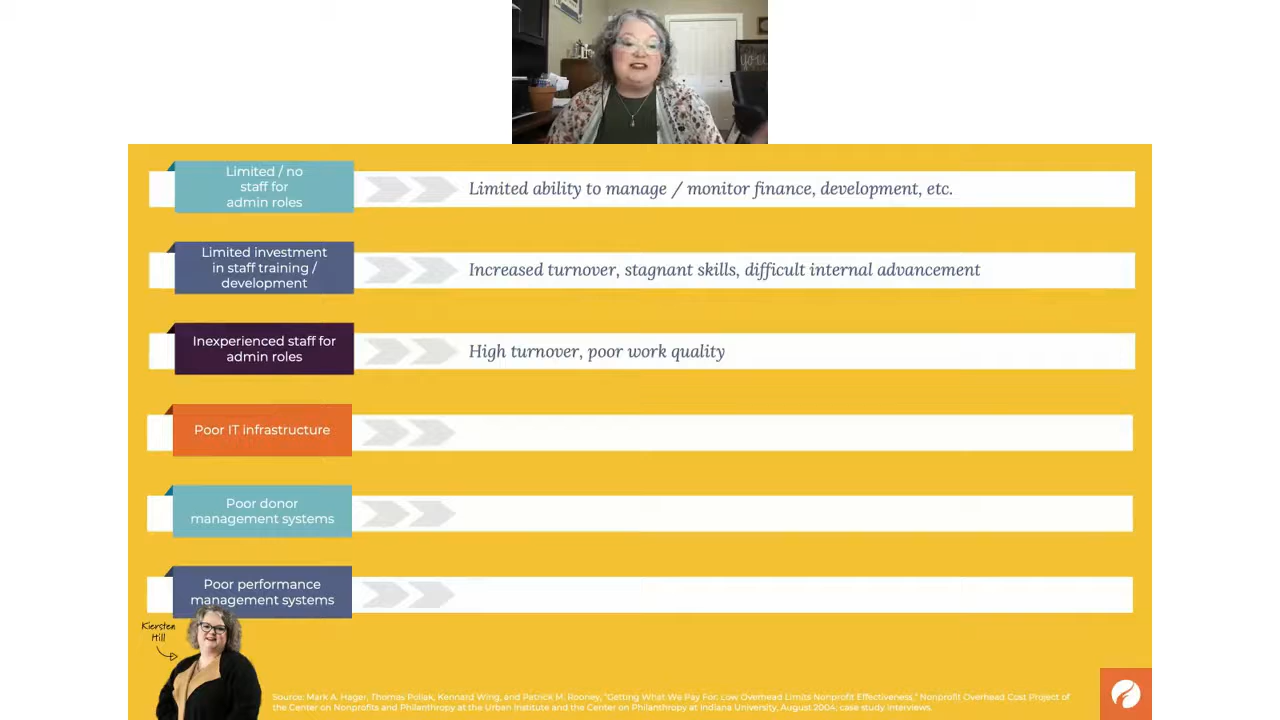 Limited / no
staff for
admin roles
Limited ability to manage / monitor finance, development, etc.
Limited investment
in staff training /
development
Increased turnover, stagnant skills, difficult internal advancement
Inexperienced staff for
admin roles
High turnover, poor work quality
Poor IT infrastructure
Poor donor
management systems
Poor performance
management systems
Kiersten
Hill
Source: Mark A. Hager, Thomas Pollak, Kennard Wing, and Patrick M. Rooney, "Getting What We Pay For: Low Overhead Limits Nonprofit Effectiveness," Nonprofit Overhead Cost Project of
the Center on Nonprofits and Philanthropy at the Urban Institute and the Center on Philanthropy at Indiana University, August 2004; case study interviews.